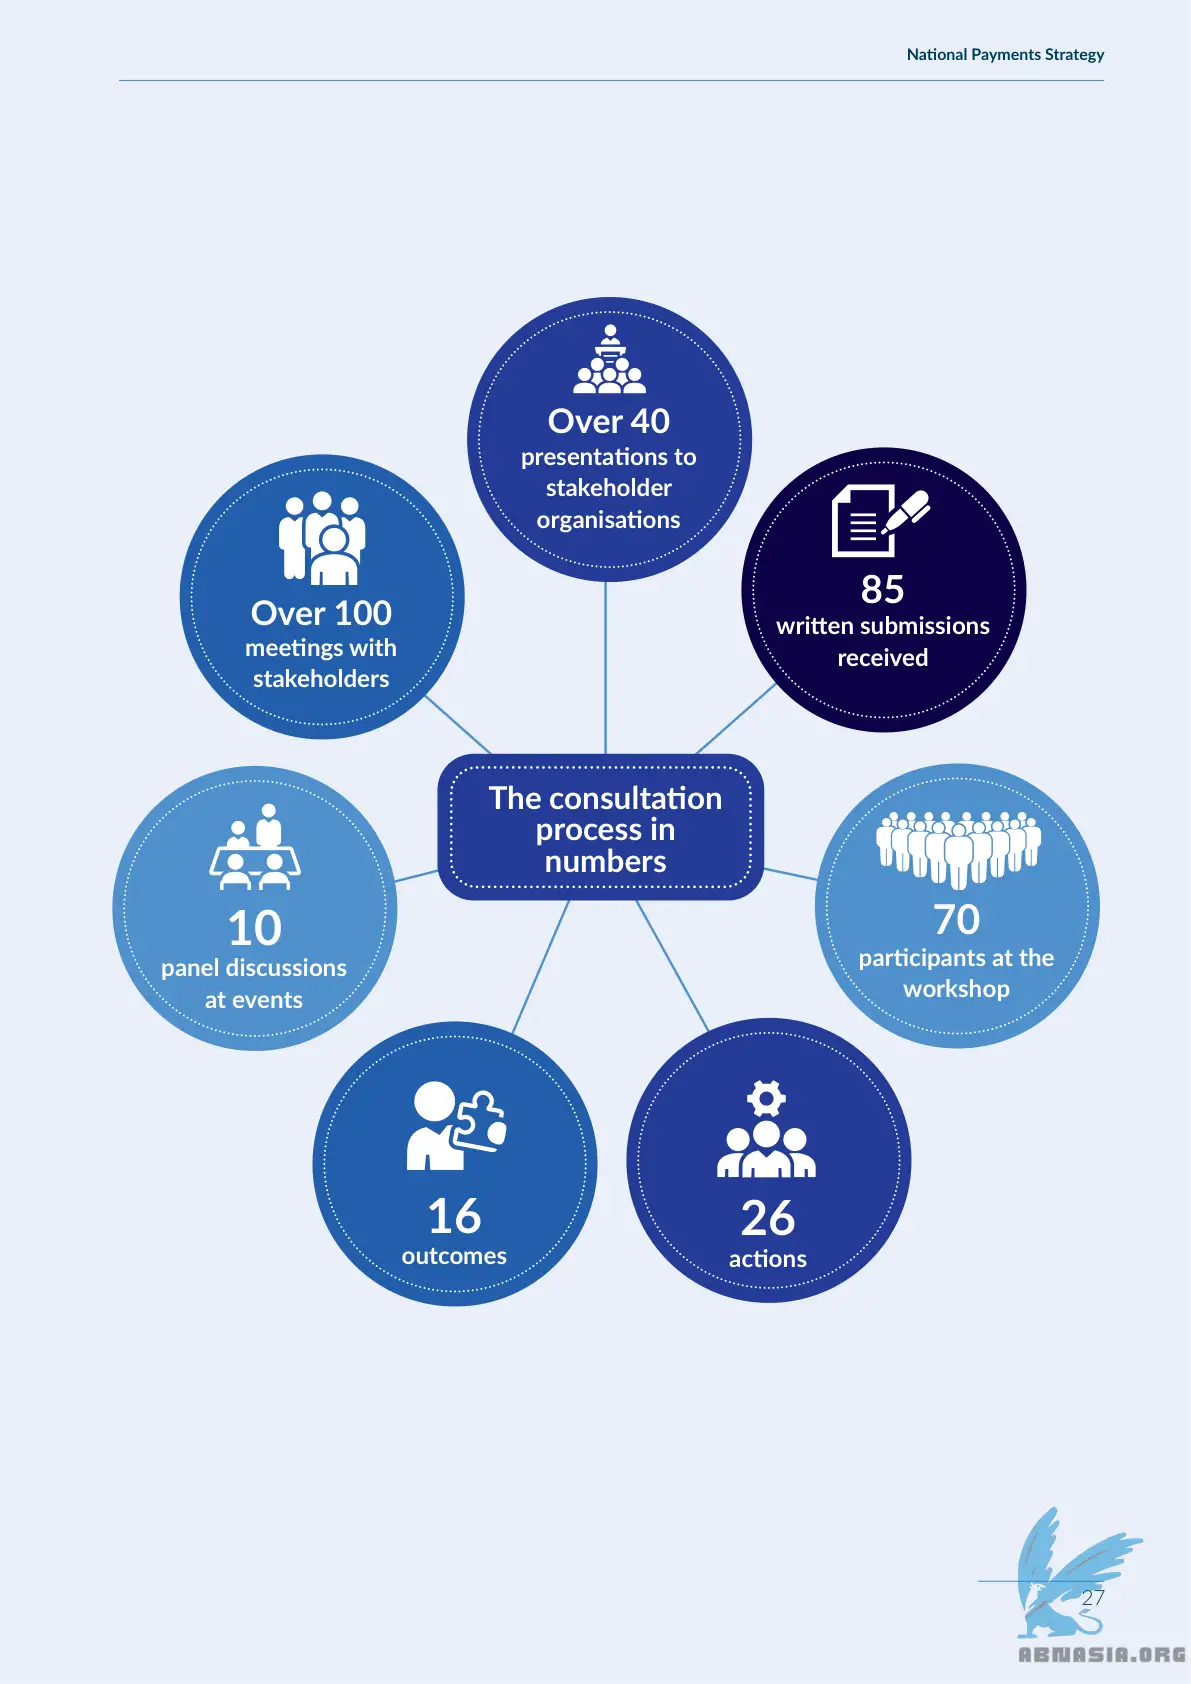 National Payments Strategy
Over 40
presentations to
stakeholder
organisations
85
written submissions
received
Over 100
meetings with
stakeholders
The consultation
process in
numbers
10
panel discussions
at events
70
participants at the
workshop
16
outcomes
26
actions
27
ABNASIA.ORG